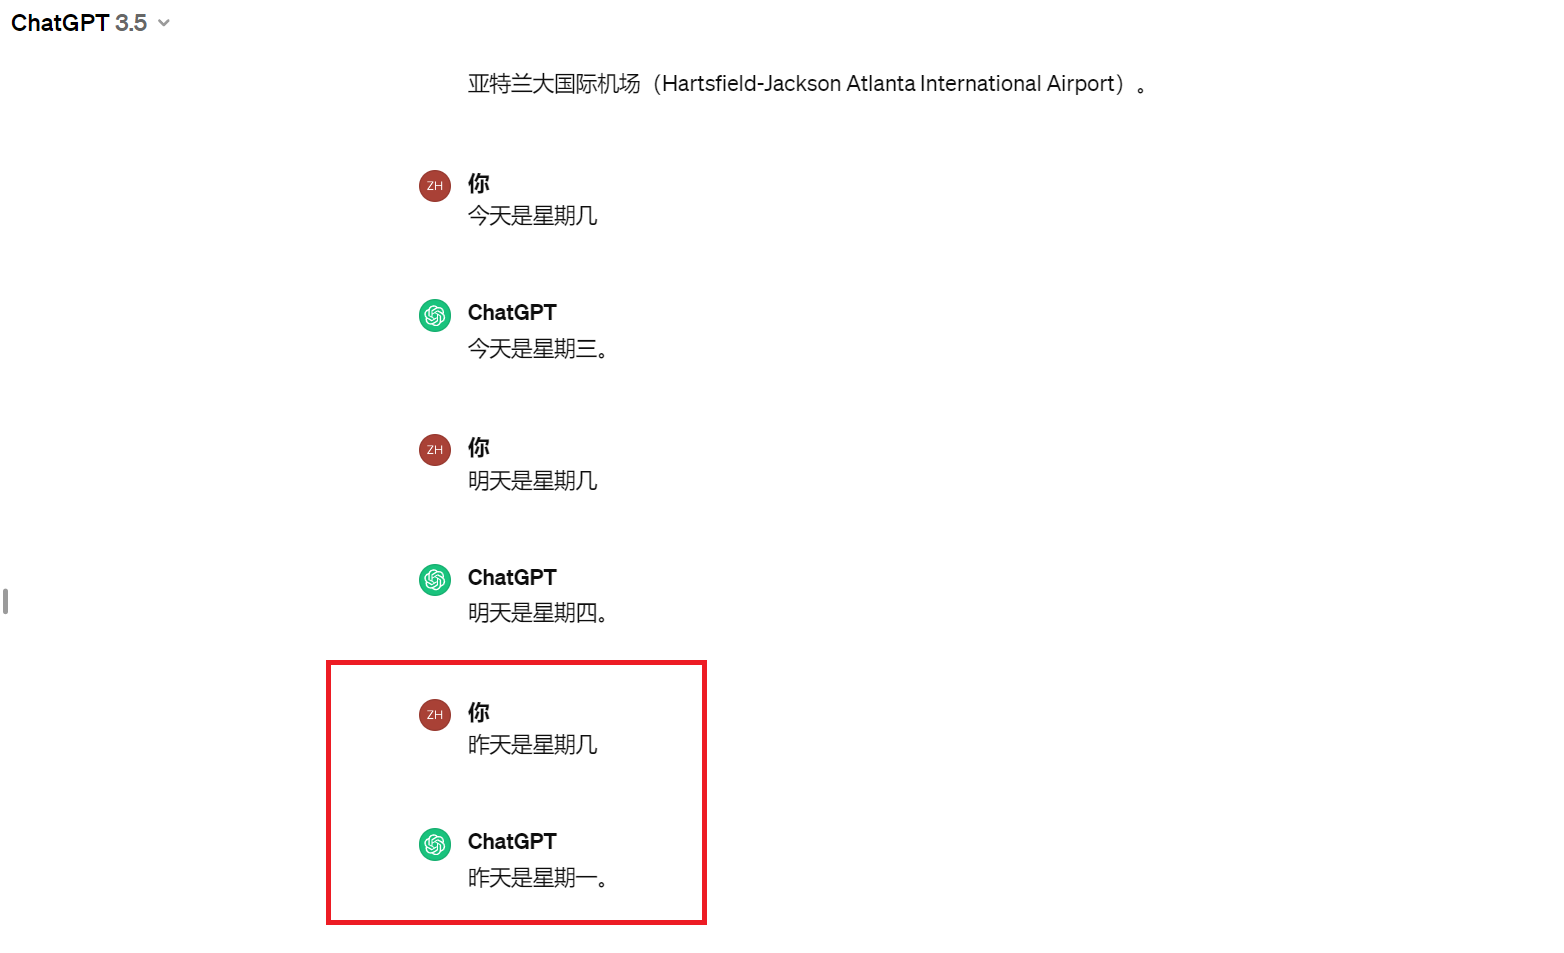 ChatGPT 3.5
亚特兰大国际机场（Hartsfield-Jackson Atlanta International Airport）。
ZH 你
今天是星期几
ChatGPT
今天是星期三。
ZH 你
明天是星期几
ChatGPT
明天是星期四。
ZH 你
昨天是星期几
ChatGPT
昨天是星期一。